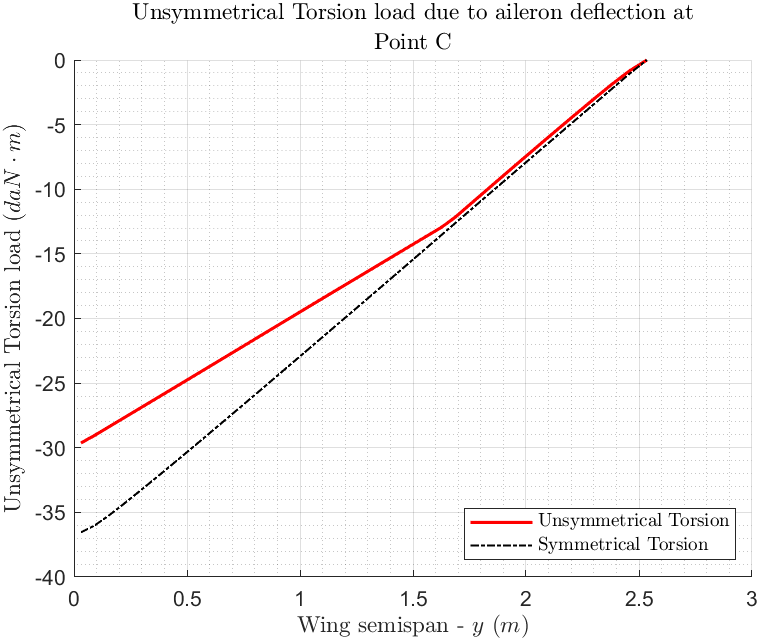 Unsymmetrical Torsion load due to aileron deflection at
Point C
Unsymmetrical Torsion load (daN · m)
0
-5
-10
-15
-20
-25
-30
-35
-40
0
0.5
1
1.5
2
2.5
3
Wing semispan - y (m)
Unsymmetrical Torsion
Symmetrical Torsion